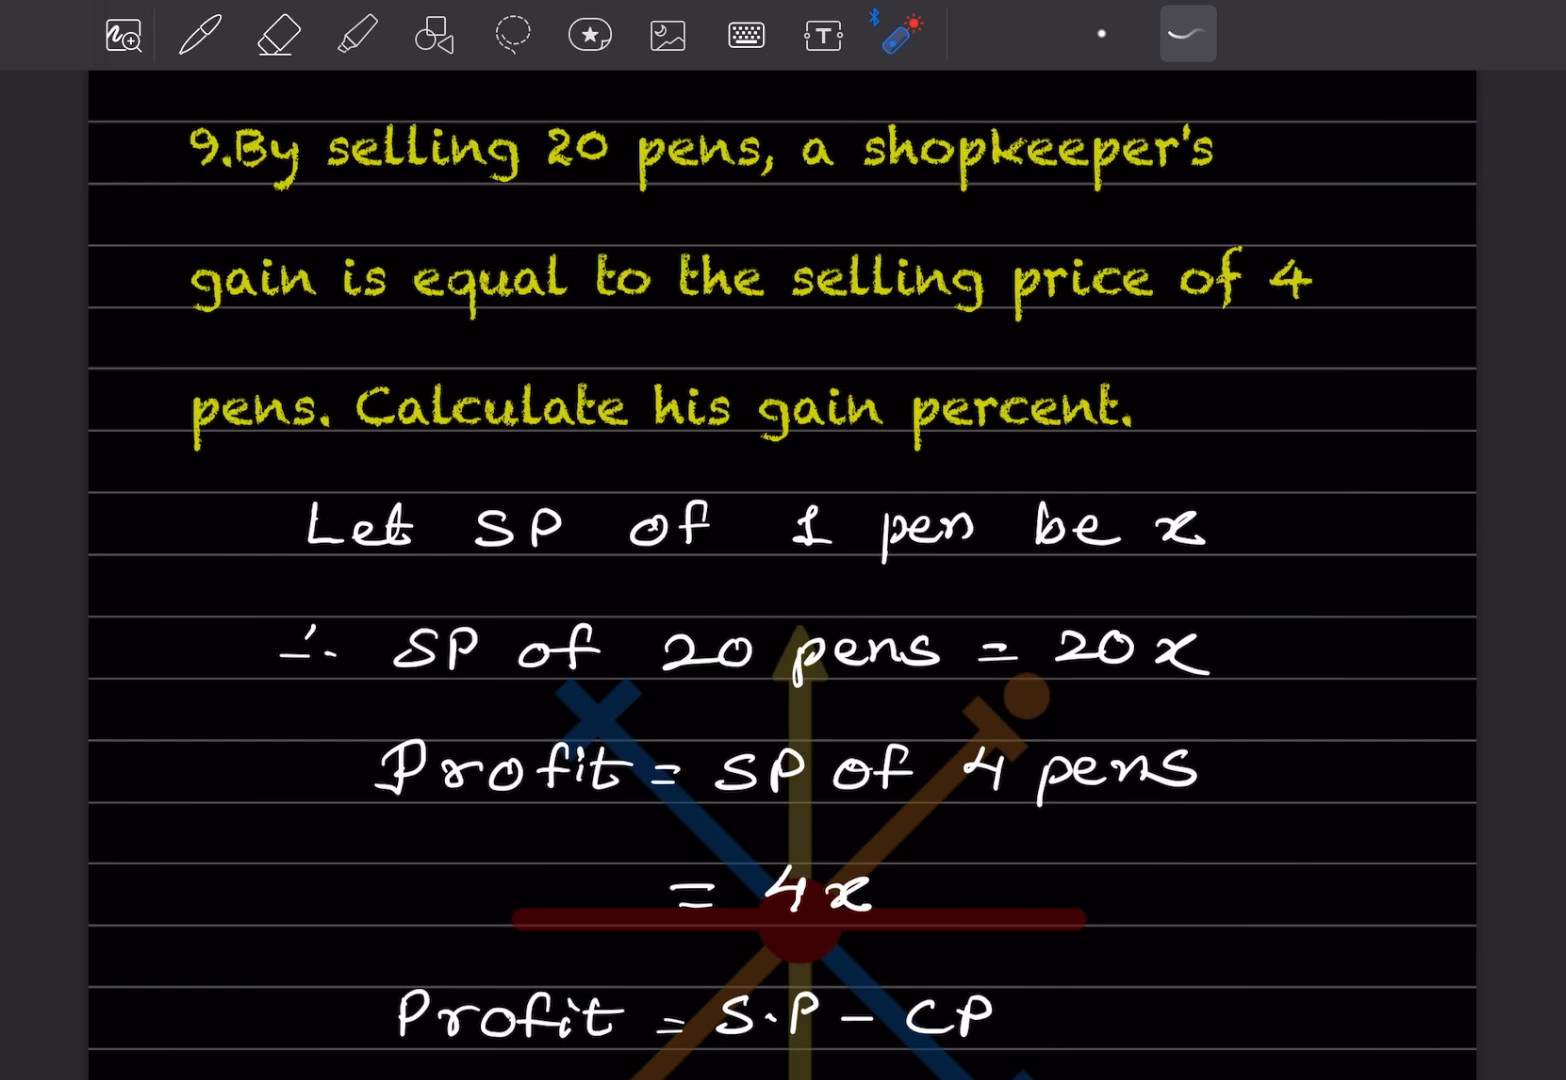 9.By selling 20 pens, a shopkeeper's
gain is equal to the selling price of 4
pens. Calculate his gain percent.
Let SP of 1 pen be x
∴ SP of 20 pens = 20x
Profit = SP of 4 pens
= 4x
Profit = S.P - CP